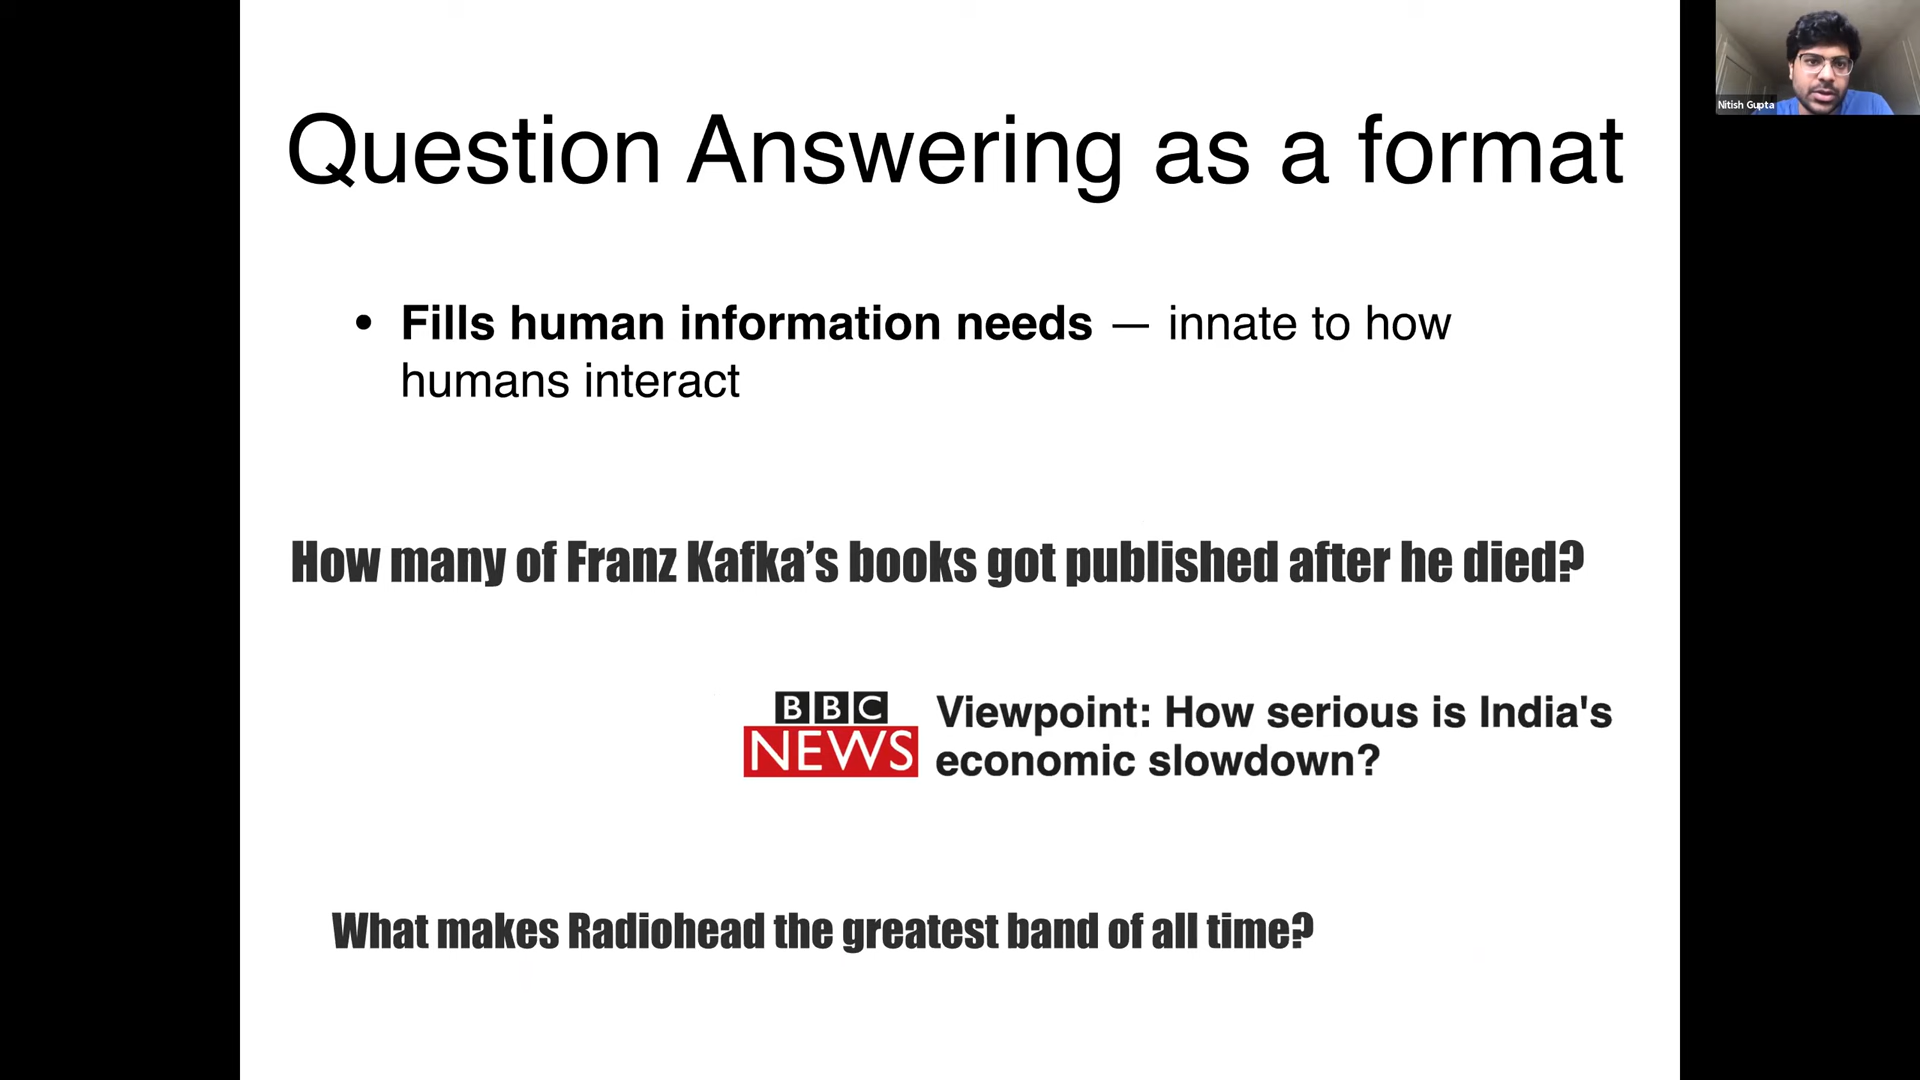 Question Answering as a format
Nitish Gupta
• Fills human information needs — innate to how
humans interact
How many of Franz Kafka’s books got published after he died?
BBC
NEWS
Viewpoint: How serious is India's
economic slowdown?
What makes Radiohead the greatest band of all time?